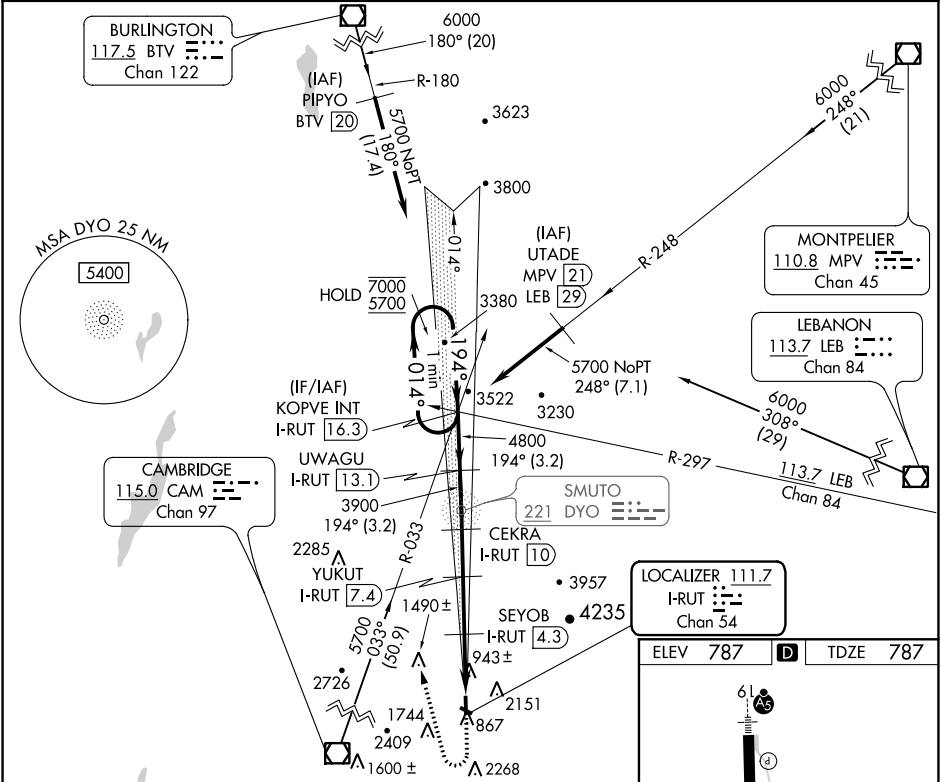 BURLINGTON
117.5 BTV
Chan 122
6000
180° (20)
R-180
(IAF)
PIPYO
BTV 20
5700 NoPT
180°
(17.4)
3623
3800
6000
248°
(21)
R-248
MONTPELIER
110.8 MPV
Chan 45
MSA DYO 25 NM
5400
014°
(IAF)
UTADE
MPV 21
LEB 29
HOLD 7000
5700
3380
1 min
194°
014°
5700 NoPT
248° (7.1)
LEBANON
113.7 LEB
Chan 84
(IF/IAF)
KOPVE INT
I-RUT 16.3
3522
3230
6000
308°
(29)
4800
194° (3.2)
R-297
113.7 LEB
Chan 84
UWAGU
I-RUT 13.1
CAMBRIDGE
115.0 CAM
Chan 97
3900
194° (3.2)
SMUTO
221 DYO
CEKRA
I-RUT 10
R-033
2285
YUKUT
I-RUT 7.4
3957
LOCALIZER 111.7
I-RUT
Chan 54
1490 ±
SEYOB
I-RUT 4.3
4235
5700
033°
(50.9)
943 ±
ELEV 787 D TDZE 787
2726
2151
1744
867
2409
1600 ±
2268
19
A5
P